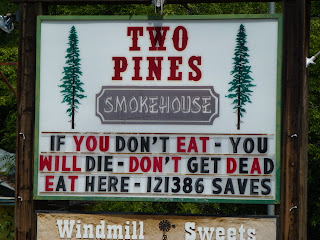 TWO
PINES
SMOKEHOUSE
IF YOU DON'T EAT - YOU
WILL DIE - DON'T GET DEAD
EAT HERE - 121386 SAVES
Windmill Sweets